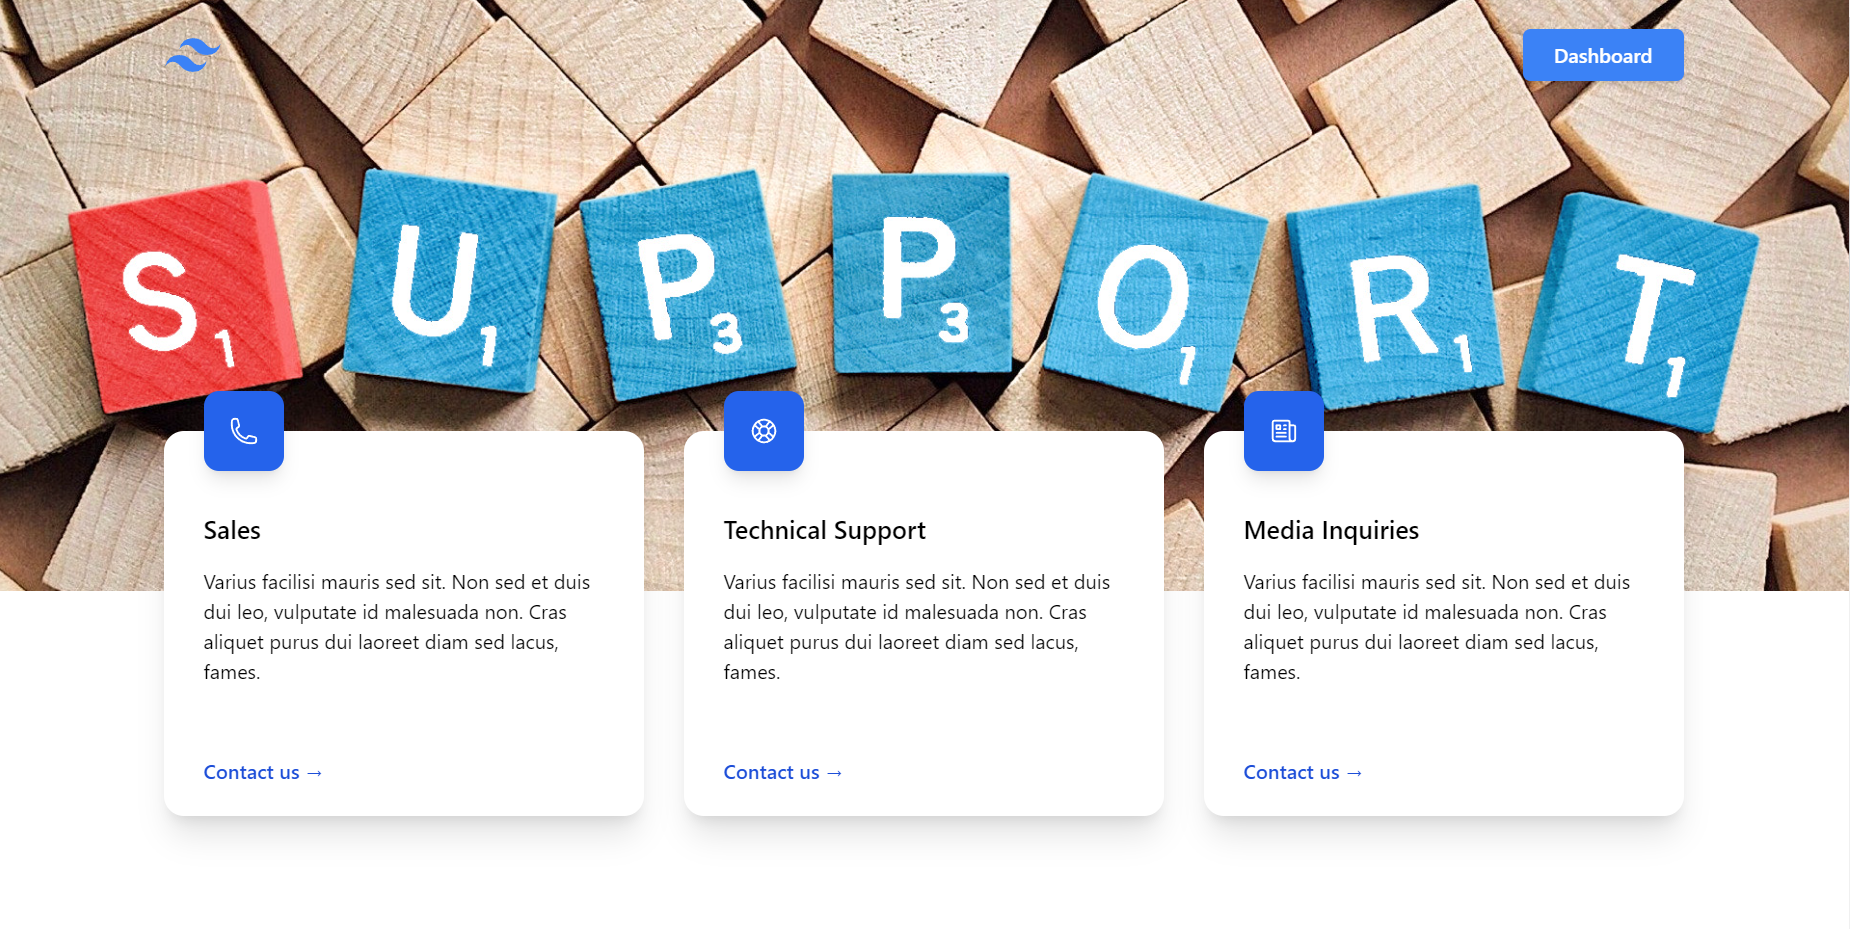 Dashboard
S1 U1 P3 P3 O1 R1 T1
Sales
Varius facilisi mauris sed sit. Non sed et duis
dui leo, vulputate id malesuada non. Cras
aliquet purus dui laoreet diam sed lacus,
fames.
Contact us →
Technical Support
Varius facilisi mauris sed sit. Non sed et duis
dui leo, vulputate id malesuada non. Cras
aliquet purus dui laoreet diam sed lacus,
fames.
Contact us →
Media Inquiries
Varius facilisi mauris sed sit. Non sed et duis
dui leo, vulputate id malesuada non. Cras
aliquet purus dui laoreet diam sed lacus,
fames.
Contact us →